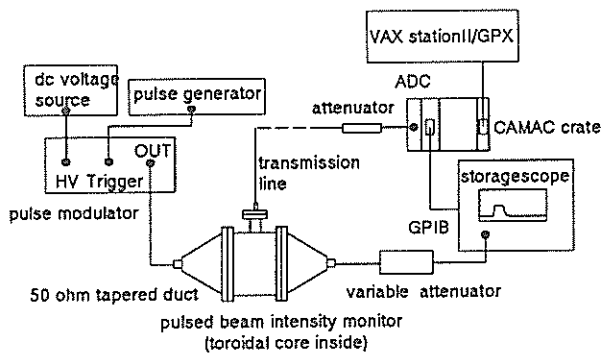 VAX stationII/GPX
dc voltage
source
pulse generator
ADC
attenuator
CAMAC crate
OUT
HV Trigger
transmission
line
storagescope
pulse modulator
GPIB
50 ohm tapered duct
variable attenuator
pulsed beam intensity monitor
(toroidal core inside)